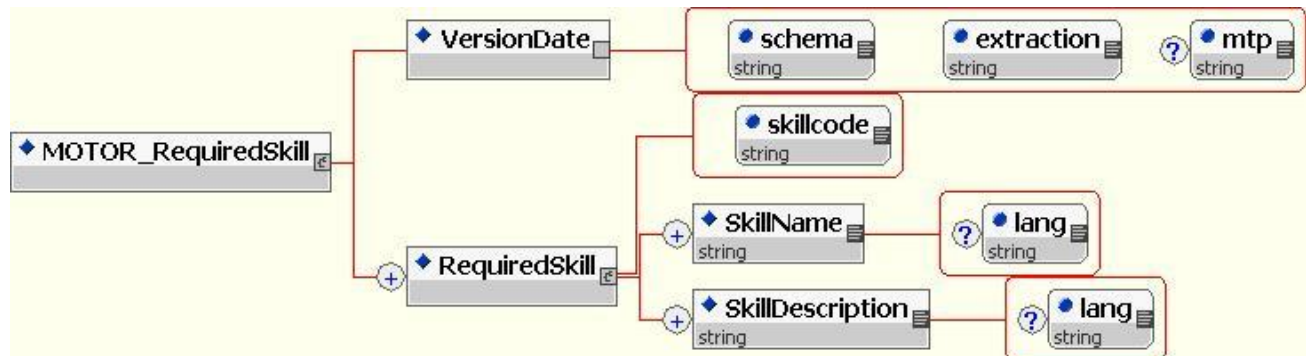 VersionDate
schema
string
extraction
string
?
mtp
string
MOTOR_RequiredSkill
skillcode
string
+
RequiredSkill
+
SkillName
string
?
lang
string
+
SkillDescription
string
?
lang
string